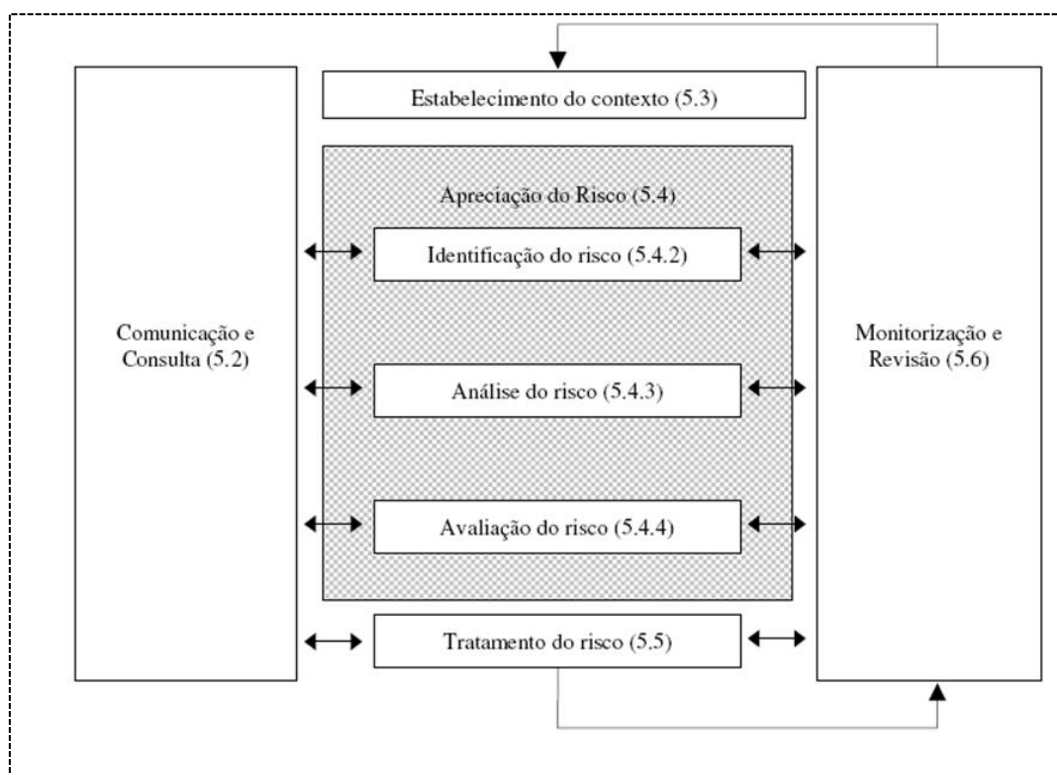 Estabelecimento do contexto (5.3)
Apreciação do Risco (5.4)
Identificação do risco (5.4.2)
Comunicação e
Consulta (5.2)
Monitorização e
Revisão (5.6)
Análise do risco (5.4.3)
Avaliação do risco (5.4.4)
Tratamento do risco (5.5)